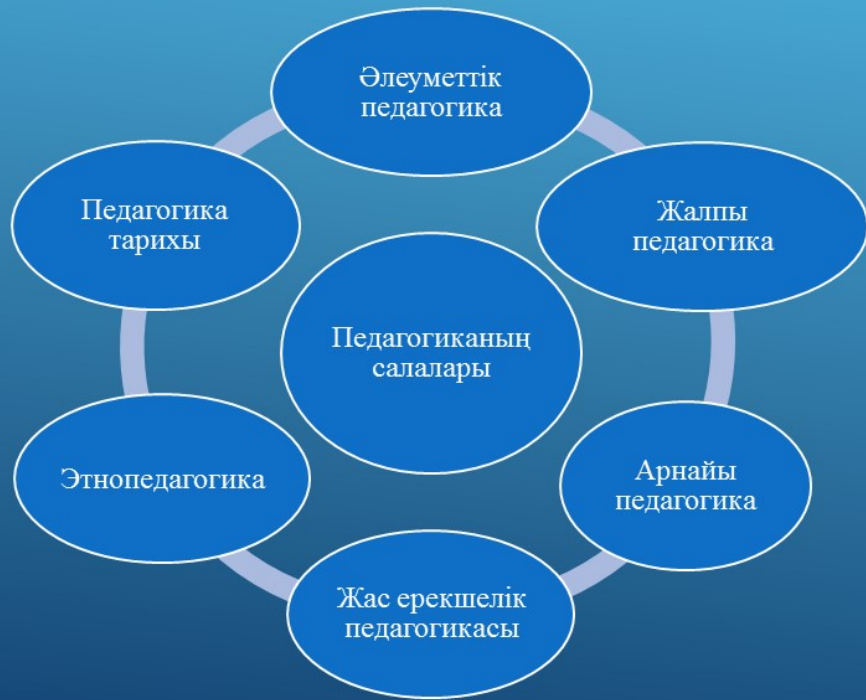 Әлеуметтік
педагогика
Жалпы
педагогика
Арнайы
педагогика
Жас ерекшелік
педагогикасы
Этнопедагогика
Педагогика
тарихы
Педагогиканың
салалары